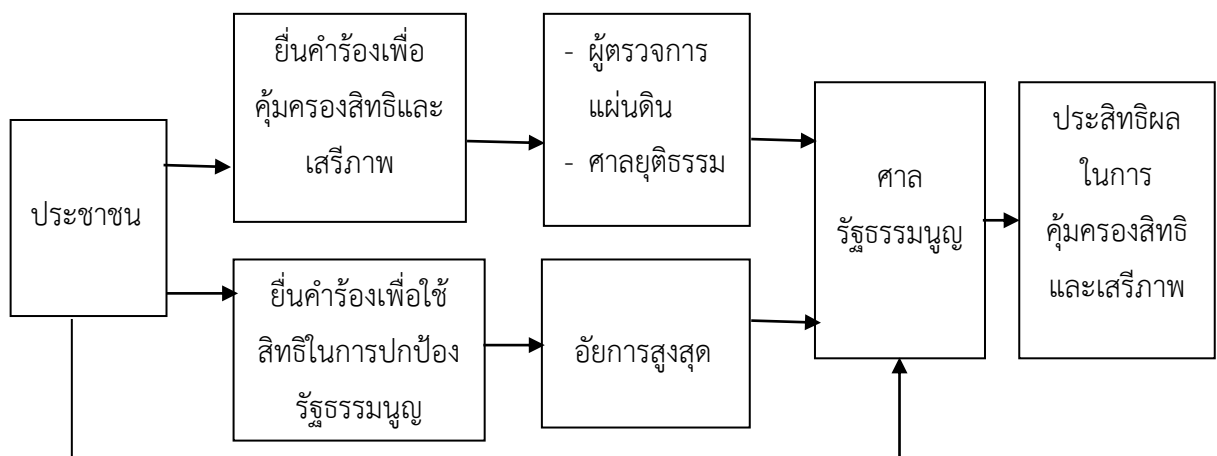 ประชาชน
ยื่นคำร้องเพื่อ
คุ้มครองสิทธิและ
เสรีภาพ
- ผู้ตรวจการ
แผ่นดิน
- ศาลยุติธรรม
ยื่นคำร้องเพื่อใช้
สิทธิในการปกป้อง
รัฐธรรมนูญ
อัยการสูงสุด
ศาล
รัฐธรรมนูญ
ประสิทธิผล
ในการ
คุ้มครองสิทธิ
และเสรีภาพ